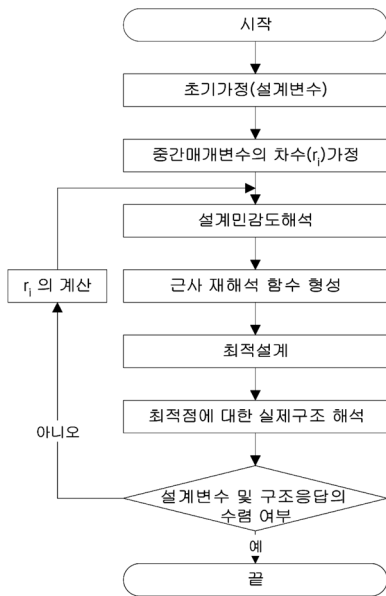 시작
초기가정(설계변수)
중간매개변수의 차수(rᵢ)가정
설계민감도해석
rᵢ 의 계산
근사 재해석 함수 형성
최적설계
최적점에 대한 실제구조 해석
아니오
설계변수 및 구조응답의
수렴 여부
예
끝